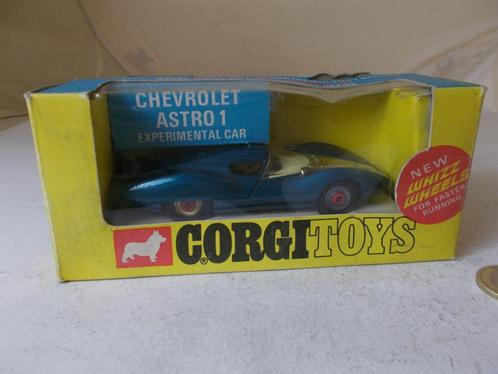 CHEVROLET
ASTRO 1
EXPERIMENTAL CAR
NEW
WHIZZ
WHEELS
FOR FASTER
RUNNING
CORGI TOYS
®